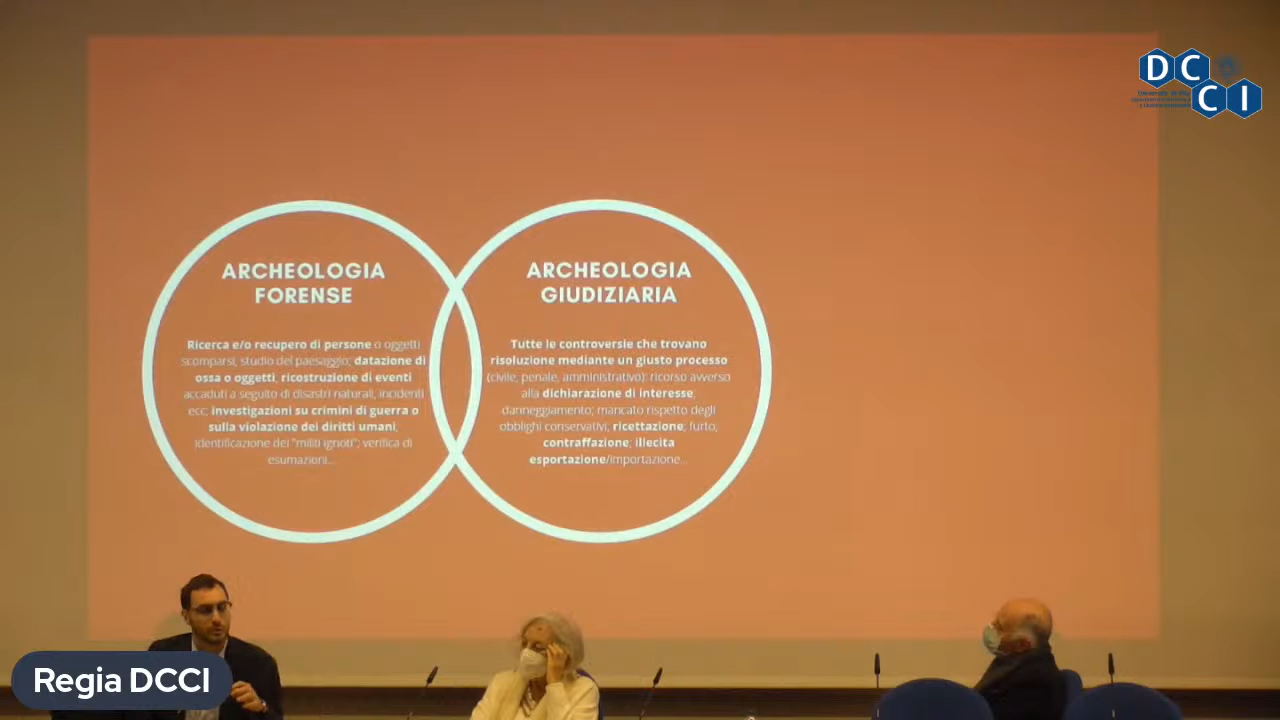 DC
CI
ARCHEOLOGIA
FORENSE
Ricerca e/o recupero di persone o oggetti
scomparsi, studio del paesaggio; datazione di
ossa o oggetti; ricostruzione di eventi
accaduti a seguito di disastri naturali, incidenti
ecc; investigazioni su crimini di guerra o
sulla violazione dei diritti umani;
identificazione dei "militi ignoti"; verifica di
esumazioni...
ARCHEOLOGIA
GIUDIZIARIA
Tutte le controversie che trovano
risoluzione mediante un giusto processo
(civile, penale, amministrativo): ricorso avverso
alla dichiarazione di interesse;
danneggiamento; mancato rispetto degli
obblighi conservativi; ricettazione; furto,
contraffazione; illecita
esportazione/importazione...
Regia DCCI